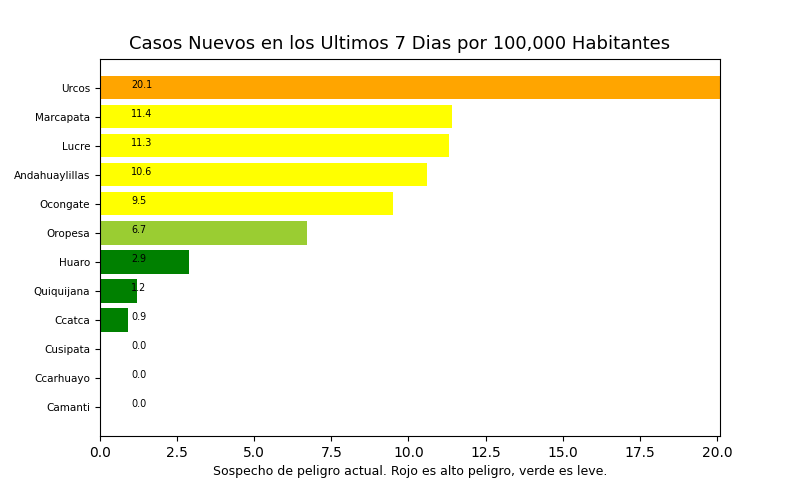 Casos Nuevos en los Ultimos 7 Dias por 100,000 Habitantes
Urcos 20.1
Marcapata 11.4
Lucre 11.3
Andahuaylillas 10.6
Ocongate 9.5
Oropesa 6.7
Huaro 2.9
Quiquijana 1.2
Ccatca 0.9
Cusipata 0.0
Ccarhuayo 0.0
Camanti 0.0
0.0 2.5 5.0 7.5 10.0 12.5 15.0 17.5 20.0
Sospecho de peligro actual. Rojo es alto peligro, verde es leve.